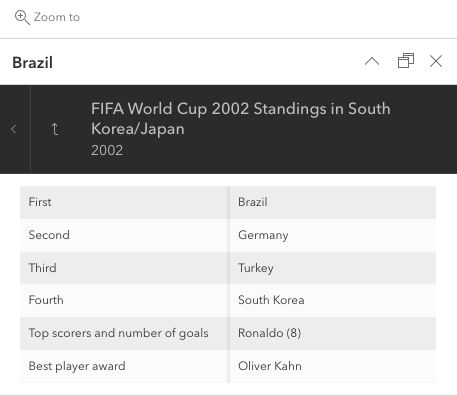 Zoom to
Brazil
FIFA World Cup 2002 Standings in South
Korea/Japan
2002
First Brazil
Second Germany
Third Turkey
Fourth South Korea
Top scorers and number of goals Ronaldo (8)
Best player award Oliver Kahn